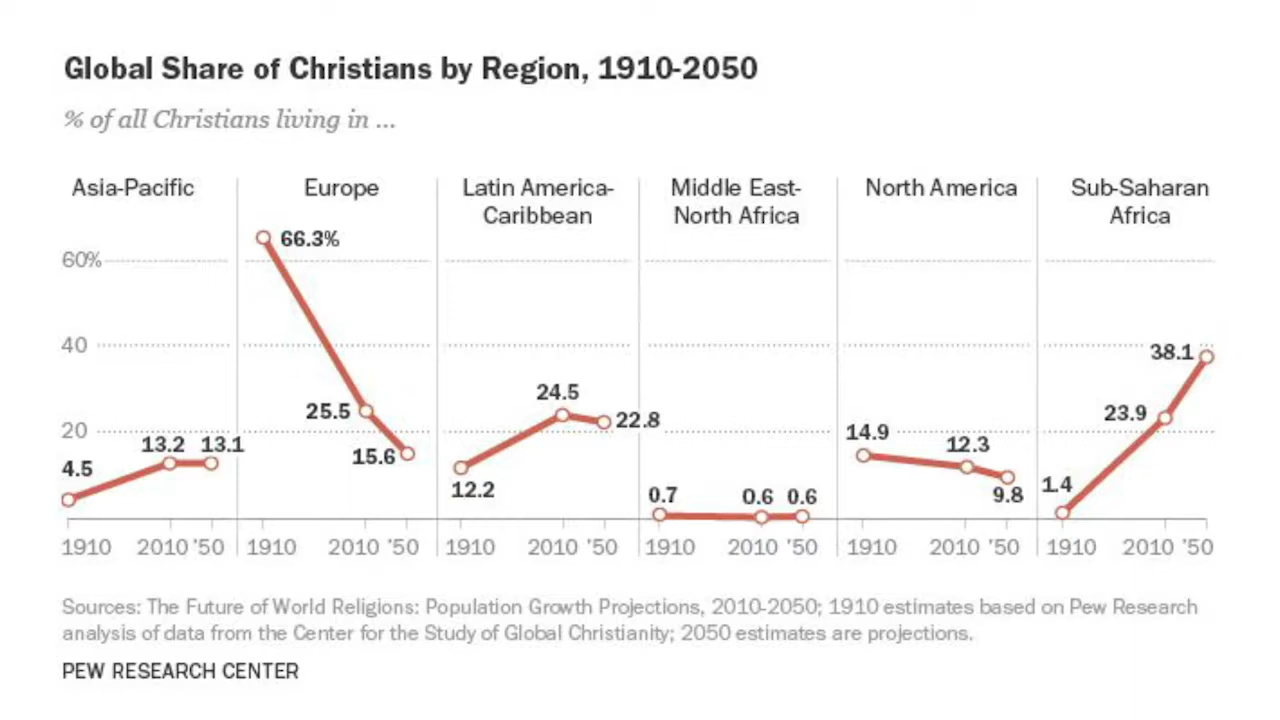 Global Share of Christians by Region, 1910-2050
% of all Christians living in ...
Asia-Pacific
60%
40
20
4.5
13.2
13.1
1910
2010
'50
Europe
66.3%
25.5
15.6
1910
2010
'50
Latin America-
Caribbean
12.2
24.5
22.8
1910
2010
'50
Middle East-
North Africa
0.7
0.6
0.6
1910
2010
'50
North America
14.9
12.3
9.8
1910
2010
'50
Sub-Saharan
Africa
1.4
23.9
38.1
1910
2010
'50
Sources: The Future of World Religions: Population Growth Projections, 2010-2050; 1910 estimates based on Pew Research
analysis of data from the Center for the Study of Global Christianity; 2050 estimates are projections.
PEW RESEARCH CENTER